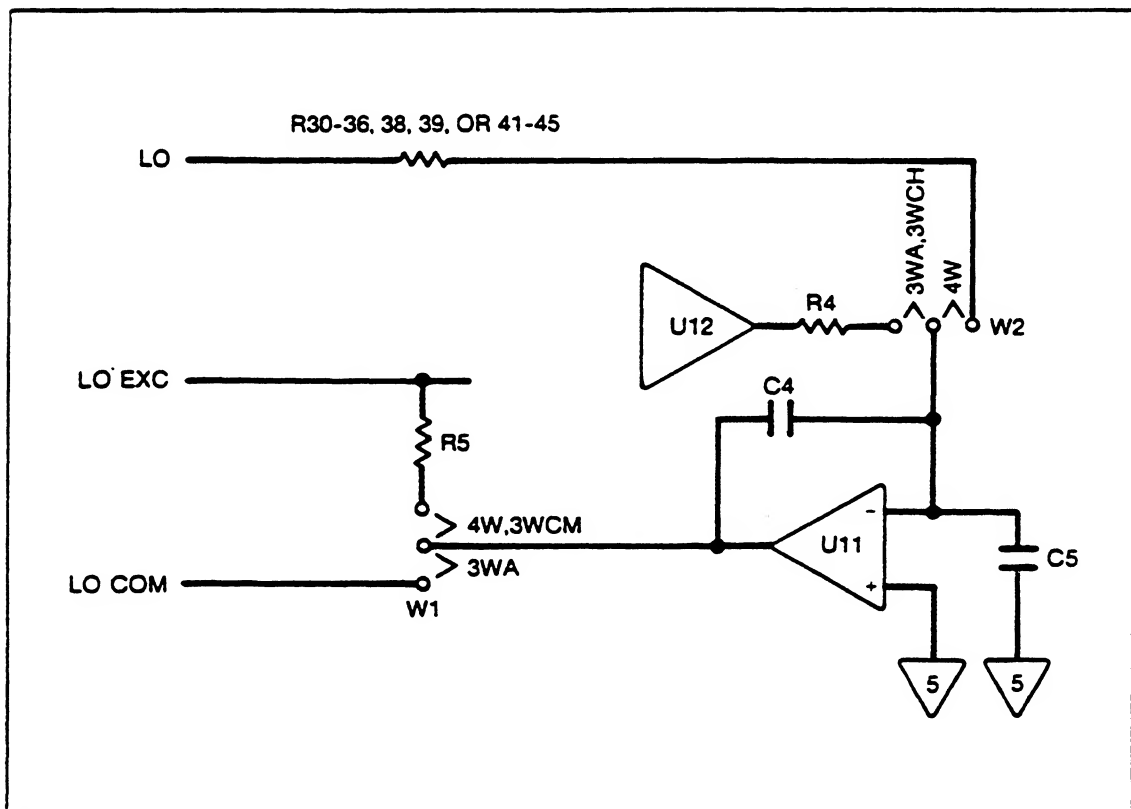 R30-36, 38, 39, OR 41-45
LO
3WA,3WCH
4W
U12
R4
W2
LO EXC
C4
R5
4W,3WCM
U11
-
+
C5
3WA
LO COM
W1
5
5